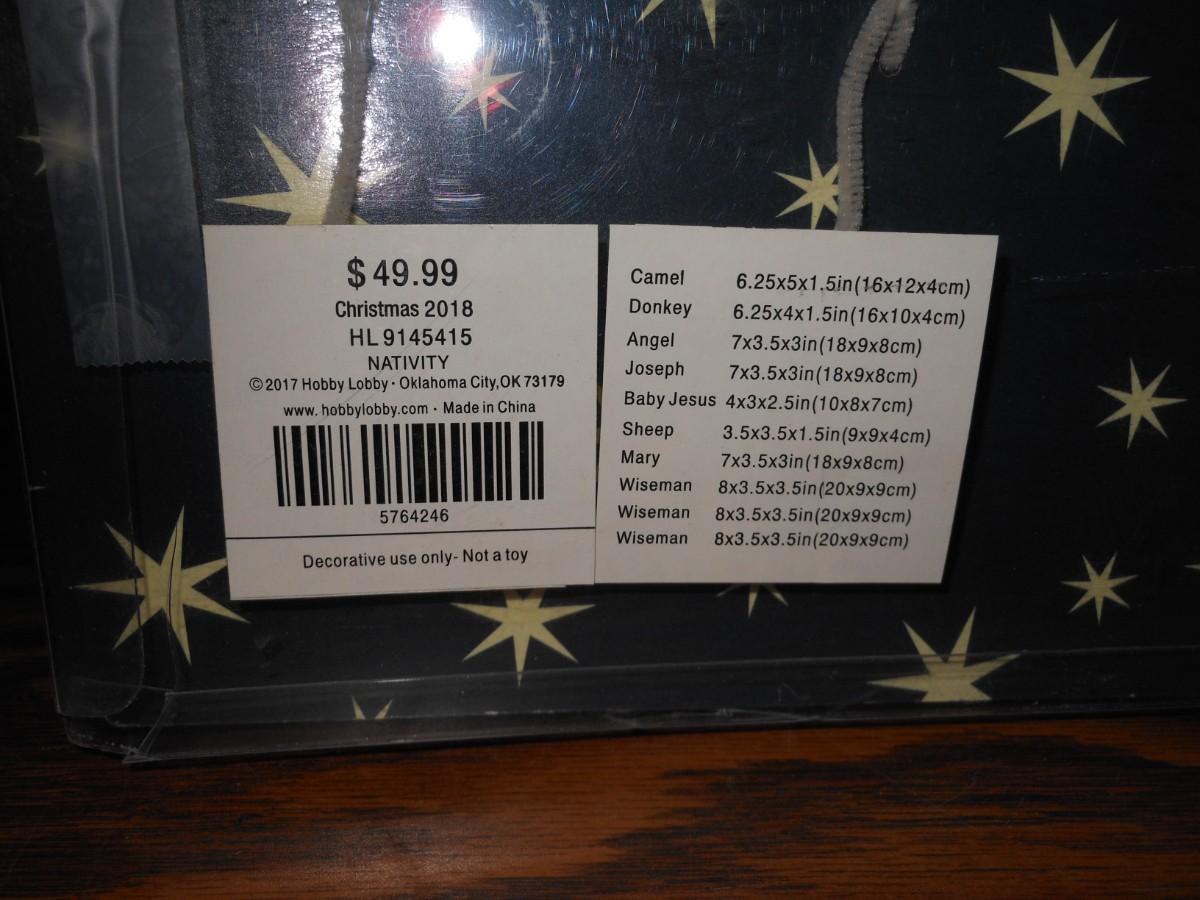 $ 49.99
Christmas 2018
HL 9145415
NATIVITY
©2017 Hobby Lobby · Oklahoma City,OK 73179
www.hobbylobby.com · Made in China
5764246
Decorative use only- Not a toy
Camel 6.25x5x1.5in(16x12x4cm)
Donkey 6.25x4x1.5in(16x10x4cm)
Angel 7x3.5x3in(18x9x8cm)
Joseph 7x3.5x3in(18x9x8cm)
Baby Jesus 4x3x2.5in(10x8x7cm)
Sheep 3.5x3.5x1.5in(9x9x4cm)
Mary 7x3.5x3in(18x9x8cm)
Wiseman 8x3.5x3.5in(20x9x9cm)
Wiseman 8x3.5x3.5in(20x9x9cm)
Wiseman 8x3.5x3.5in(20x9x9cm)